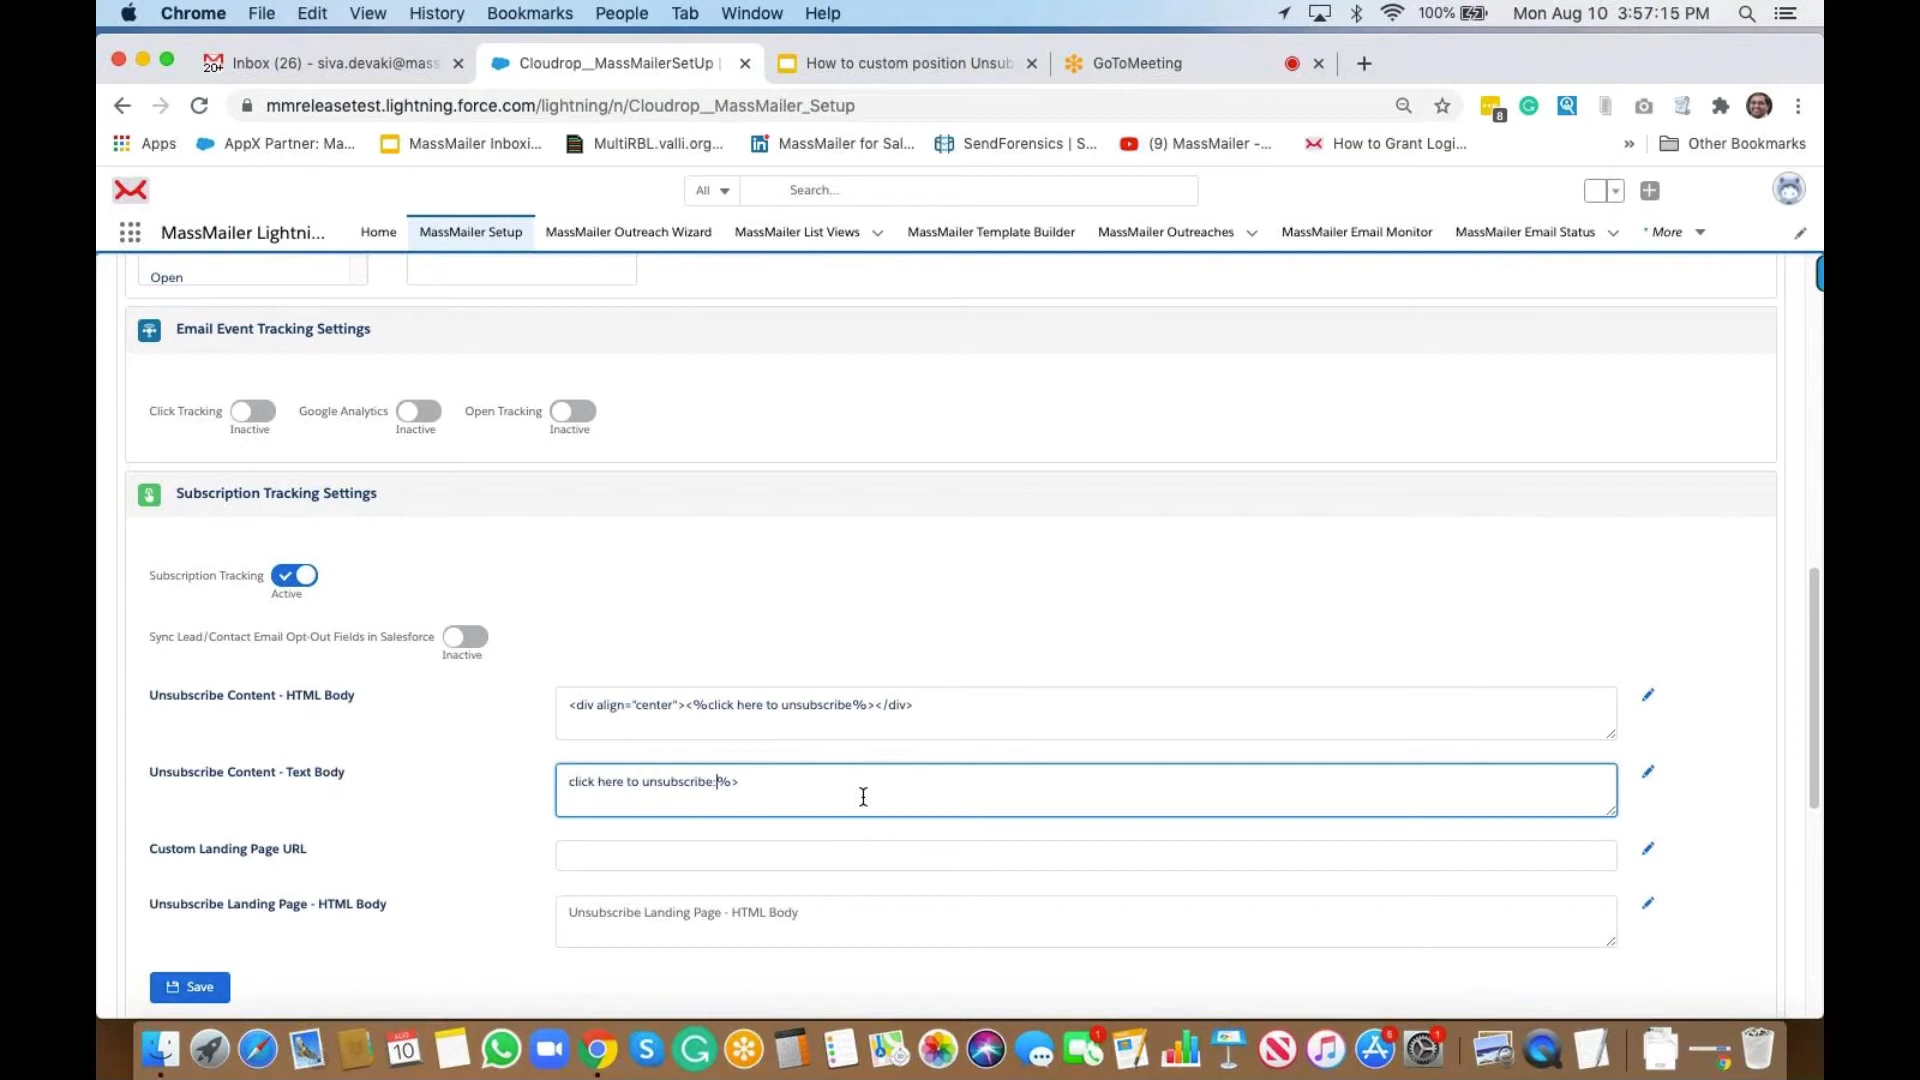 Chrome File Edit View History Bookmarks People Tab Window Help 100% Mon Aug 10 3:57:15 PM
20+ Inbox (26) - siva.devaki@mass Cloudrop__MassMailerSetUp | How to custom position Unsub GoToMeeting
mmreleasetest.lightning.force.com/lightning/n/Cloudrop__MassMailer_Setup 8
Apps AppX Partner: Ma... MassMailer Inboxi... MultiRBL.valli.org... MassMailer for Sal... SendForensics | S... (9) MassMailer -... How to Grant Logi... » Other Bookmarks
All Search...
MassMailer Lightni... Home MassMailer Setup MassMailer Outreach Wizard MassMailer List Views MassMailer Template Builder MassMailer Outreaches MassMailer Email Monitor MassMailer Email Status * More
Open
Email Event Tracking Settings
Click Tracking Google Analytics Open Tracking
Inactive Inactive Inactive
Subscription Tracking Settings
Subscription Tracking
Active
Sync Lead/Contact Email Opt-Out Fields in Salesforce
Inactive
Unsubscribe Content - HTML Body <div align="center"><%click here to unsubscribe%></div>
Unsubscribe Content - Text Body click here to unsubscribe:%>
Custom Landing Page URL
Unsubscribe Landing Page - HTML Body Unsubscribe Landing Page - HTML Body
Save
AUG
10
S
1
6
1